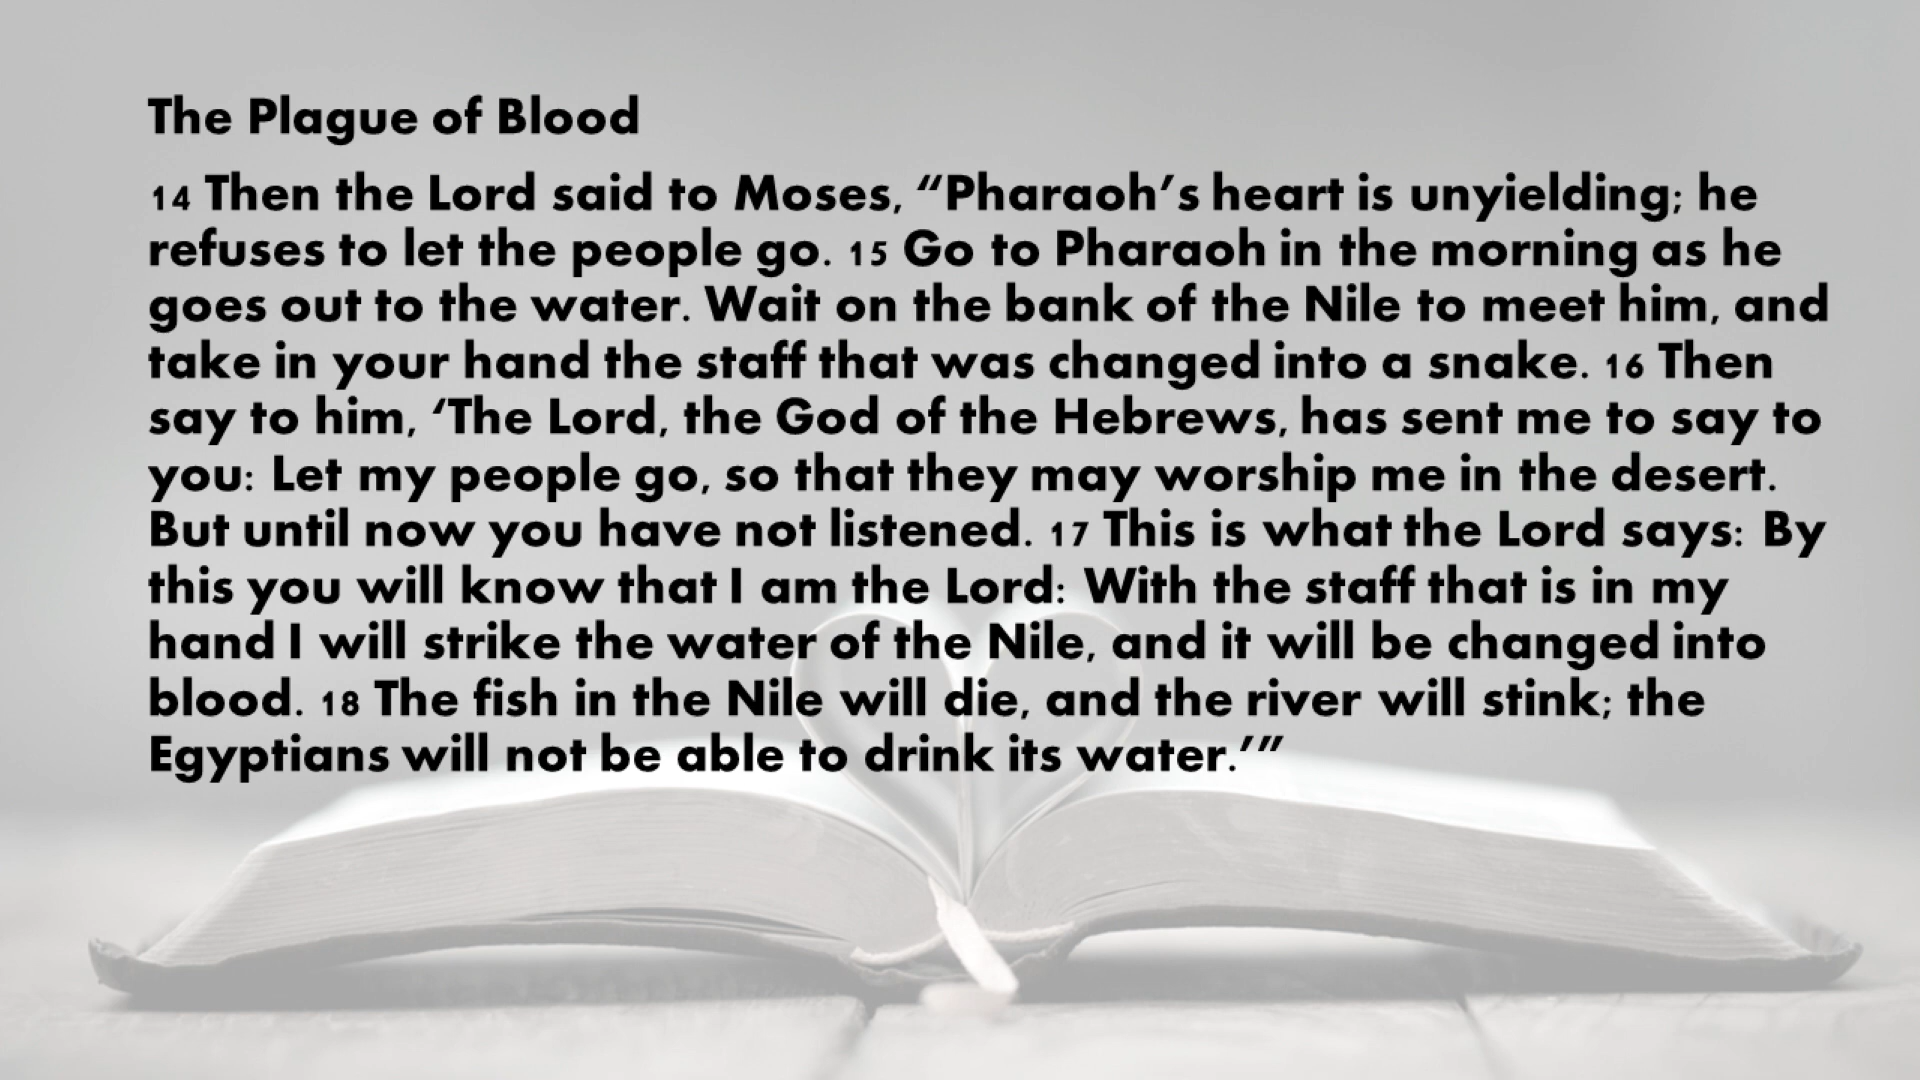 The Plague of Blood
14 Then the Lord said to Moses, “Pharaoh’s heart is unyielding; he
refuses to let the people go. 15 Go to Pharaoh in the morning as he
goes out to the water. Wait on the bank of the Nile to meet him, and
take in your hand the staff that was changed into a snake. 16 Then
say to him, ‘The Lord, the God of the Hebrews, has sent me to say to
you: Let my people go, so that they may worship me in the desert.
But until now you have not listened. 17 This is what the Lord says: By
this you will know that I am the Lord: With the staff that is in my
hand I will strike the water of the Nile, and it will be changed into
blood. 18 The fish in the Nile will die, and the river will stink; the
Egyptians will not be able to drink its water.’”